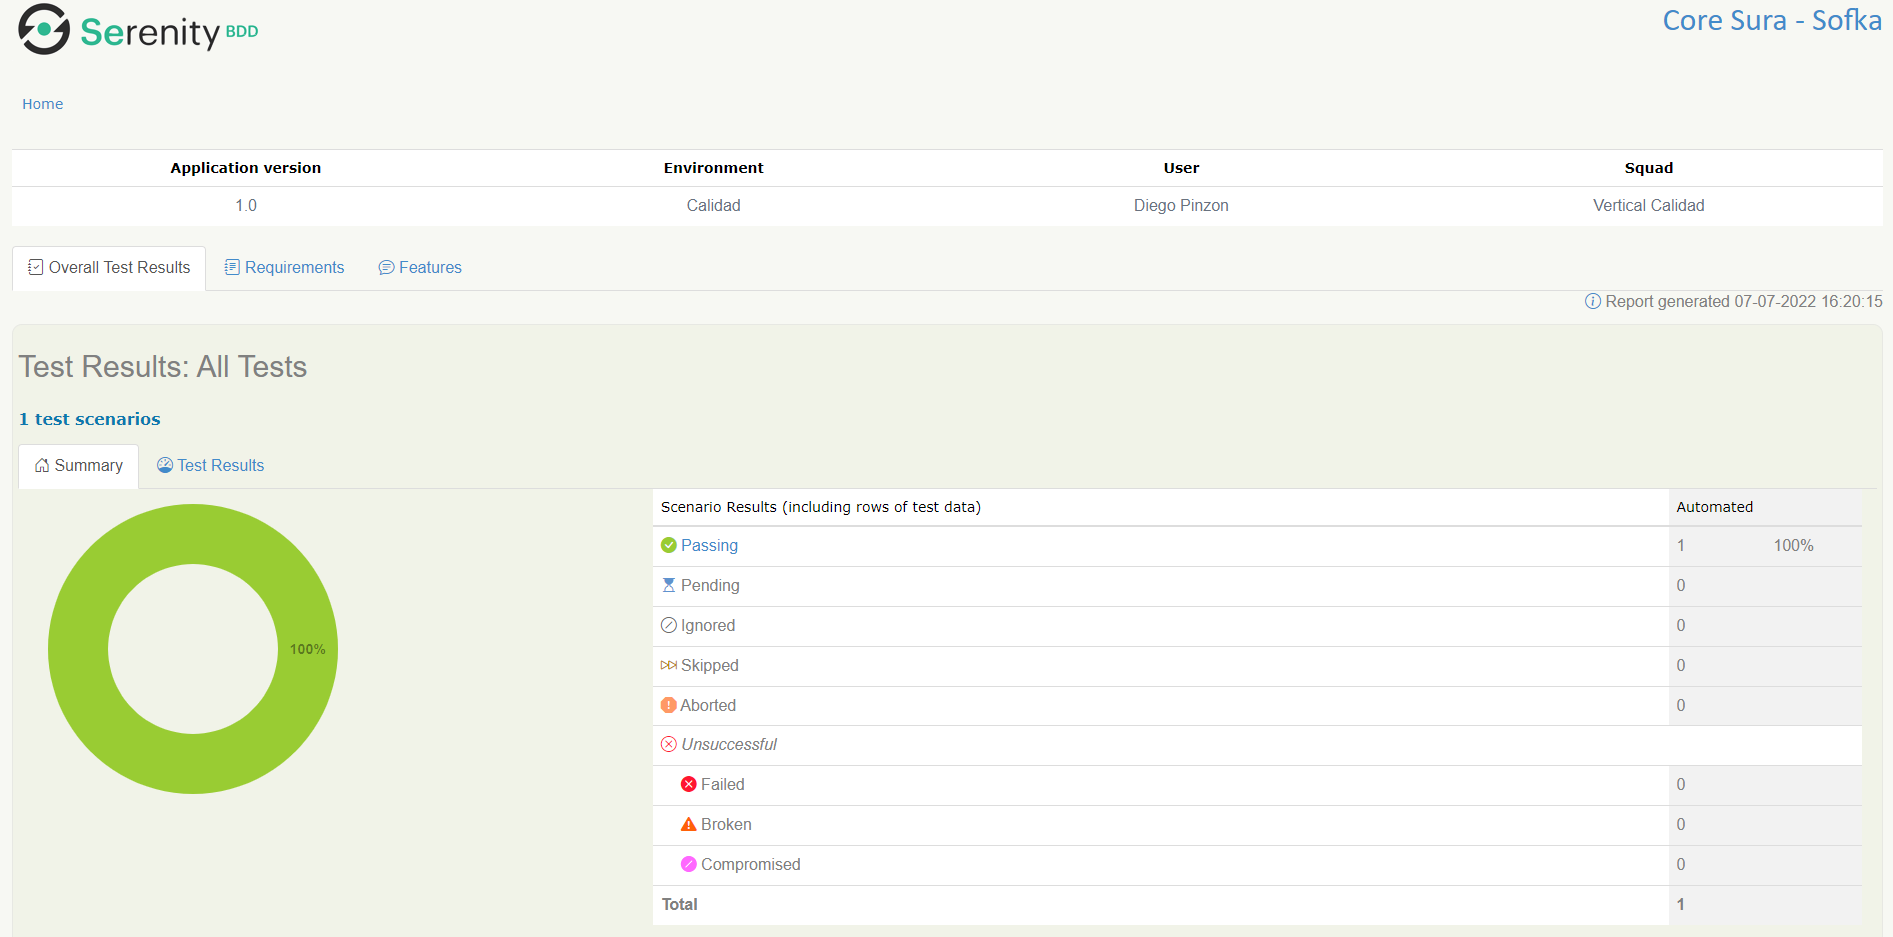 Serenity BDD
Core Sura - Sofka
Home
Application version Environment User Squad
1.0 Calidad Diego Pinzon Vertical Calidad
Overall Test Results Requirements Features
Report generated 07-07-2022 16:20:15
Test Results: All Tests
1 test scenarios
Summary Test Results
100%
Scenario Results (including rows of test data) Automated
Passing 1 100%
Pending 0
Ignored 0
Skipped 0
Aborted 0
Unsuccessful
Failed 0
Broken 0
Compromised 0
Total 1